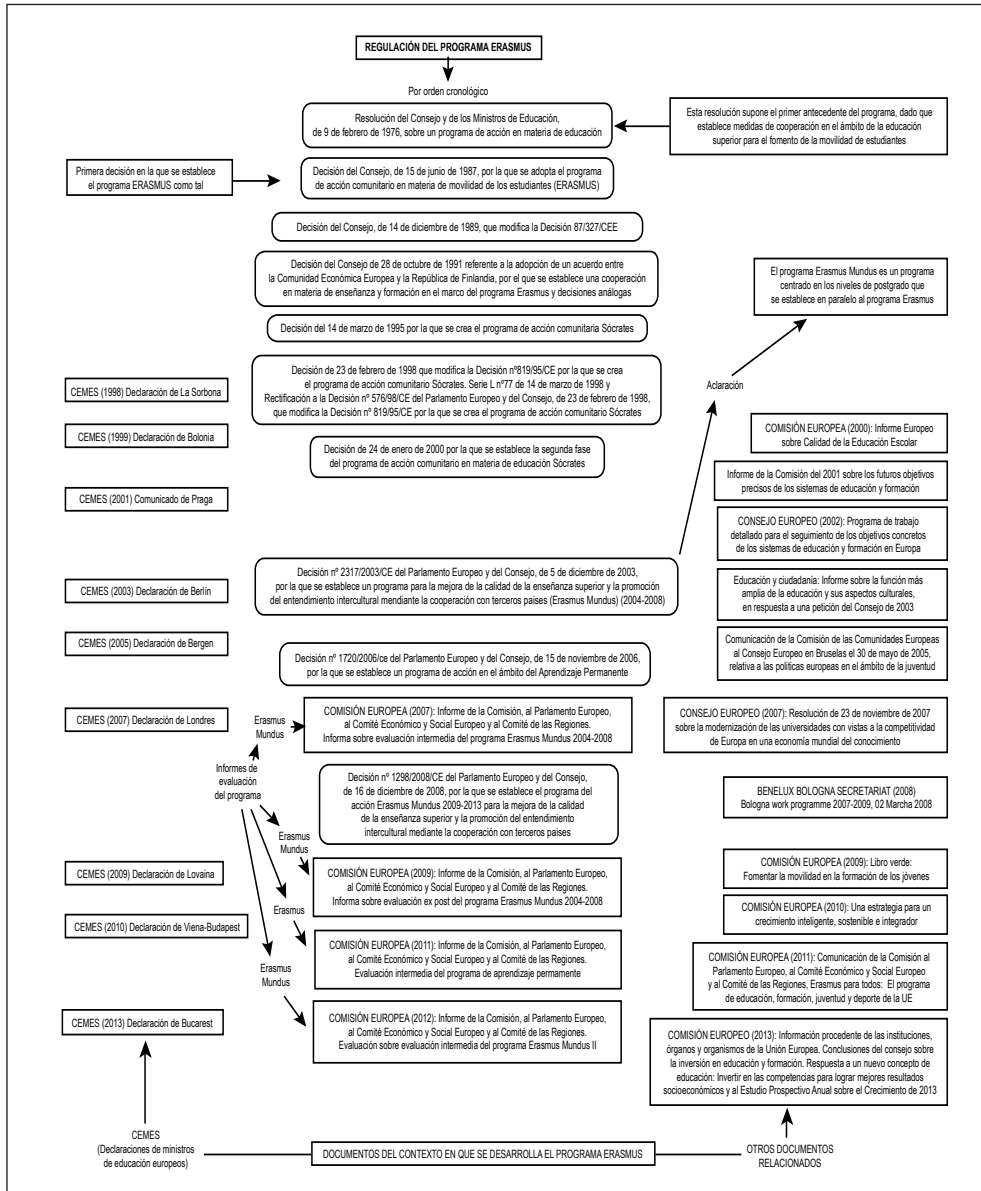 REGULACIÓN DEL PROGRAMA ERASMUS
Por orden cronológico
Resolución del Consejo y de los Ministros de Educación,
de 9 de febrero de 1976, sobre un programa de acción en materia de educación
Esta resolución supone el primer antecedente del programa, dado que
establece medidas de cooperación en el ámbito de la educación
superior para el fomento de la movilidad de estudiantes
Primera decisión en la que se establece
el programa ERASMUS como tal
Decisión del Consejo, de 15 de junio de 1987, por la que se adopta el programa
de acción comunitario en materia de movilidad de los estudiantes (ERASMUS)
Decisión del Consejo, de 14 de diciembre de 1989, que modifica la Decisión 87/327/CEE
Decisión del Consejo de 28 de octubre de 1991 referente a la adopción de un acuerdo entre
la Comunidad Económica Europea y la República de Finlandia, por el que se establece una cooperación
en materia de enseñanza y formación en el marco del programa Erasmus y decisiones análogas
El programa Erasmus Mundus es un programa
centrado en los niveles de postgrado que
se establece en paralelo al programa Erasmus
Decisión del 14 de marzo de 1995 por la que se crea el programa de acción comunitaria Sócrates
Decisión de 23 de febrero de 1998 que modifica la Decisión nº819/95/CE por la que se crea
el programa de acción comunitario Sócrates. Serie L nº77 de 14 de marzo de 1998 y
Rectificación a la Decisión nº 576/98/CE del Parlamento Europeo y del Consejo, de 23 de febrero de 1998,
que modifica la Decisión nº 819/95/CE por la que se crea el programa de acción comunitario Sócrates
Aclaración
CEMES (1998) Declaración de La Sorbona
CEMES (1999) Declaración de Bolonia
COMISIÓN EUROPEA (2000): Informe Europeo
sobre Calidad de la Educación Escolar
Decisión de 24 de enero de 2000 por la que se establece la segunda fase
del programa de acción comunitario en materia de educación Sócrates
Informe de la Comisión del 2001 sobre los futuros objetivos
precisos de los sistemas de educación y formación
CEMES (2001) Comunicado de Praga
CONSEJO EUROPEO (2002): Programa de trabajo
detallado para el seguimiento de los objetivos concretos
de los sistemas de educación y formación en Europa
CEMES (2003) Declaración de Berlín
Decisión nº 2317/2003/CE del Parlamento Europeo y del Consejo, de 5 de diciembre de 2003,
por la que se establece un programa para la mejora de la calidad de la enseñanza superior y la promoción
del entendimiento intercultural mendiante la cooperación con terceros paises (Erasmus Mundus) (2004-2008)
Educación y ciudadanía: Informe sobre la función más
amplia de la educación y sus aspectos culturales,
en respuesta a una petición del Consejo de 2003
CEMES (2005) Declaración de Bergen
Decisión nº 1720/2006/ce del Parlamento Europeo y del Consejo, de 15 de noviembre de 2006,
por la que se establece un programa de acción en el ámbito del Aprendizaje Permanente
Comunicación de la Comisión de las Comunidades Europeas
al Consejo Europeo en Bruselas el 30 de mayo de 2005,
relativa a las politicas europeas en el ámbito de la juventud
CEMES (2007) Declaración de Londres
Erasmus
Mundus
COMISIÓN EUROPEA (2007): Informe de la Comisión, al Parlamento Europeo,
al Comité Económico y Social Europeo y al Comité de las Regiones.
Informa sobre evaluación intermedia del programa Erasmus Mundus 2004-2008
CONSEJO EUROPEO (2007): Resolución de 23 de noviembre de 2007
sobre la modernización de las universidades con vistas a la competitividad
de Europa en una economía mundial del conocimiento
Informes de
evaluación
del programa
Decisión nº 1298/2008/CE del Parlamento Europeo y del Consejo,
de 16 de diciembre de 2008, por la que se establece el programa del
acción Erasmus Mundus 2009-2013 para la mejora de la calidad
de la enseñanza superior y la promoción del entendimiento
intercultural mediante la cooperación con terceros paises
BENELUX BOLOGNA SECRETARIAT (2008)
Bologna work programme 2007-2009, 02 Marcha 2008
Erasmus
Mundus
CEMES (2009) Declaración de Lovaina
COMISIÓN EUROPEA (2009): Informe de la Comisión, al Parlamento Europeo,
al Comité Económico y Social Europeo y al Comité de las Regiones.
Informa sobre evaluación ex post del programa Erasmus Mundus 2004-2008
COMISIÓN EUROPEA (2009): Libro verde:
Fomentar la movilidad en la formación de los jóvenes
Erasmus
COMISIÓN EUROPEA (2010): Una estrategia para un
crecimiento inteligente, sostenible e integrador
CEMES (2010) Declaración de Viena-Budapest
COMISIÓN EUROPEA (2011): Informe de la Comisión, al Parlamento Europeo,
al Comité Económico y Social Europeo y al Comité de las Regiones.
Evaluación intermedia del programa de aprendizaje permamente
COMISIÓN EUROPEA (2011): Comunicación de la Comisión al
Parlamento Europeo, al Comité Económico y Social Europeo
y al Comité de las Regiones, Erasmus para todos: El programa
de educación, formación, juventud y deporte de la UE
Erasmus
Mundus
CEMES (2013) Declaración de Bucarest
COMISIÓN EUROPEA (2012): Informe de la Comisión, al Parlamento Europeo,
al Comité Económico y Social Europeo y al Comité de las Regiones.
Evaluación sobre evaluación intermedia del programa Erasmus Mundus II
COMISIÓN EUROPEO (2013): Información procedente de las instituciones,
órganos y organismos de la Unión Europea. Conclusiones del consejo sobre
la inversión en educación y formación. Respuesta a un nuevo concepto de
educación: Invertir en las competencias para lograr mejores resultados
socioeconómicos y al Estudio Prospectivo Anual sobre el Crecimiento de 2013
CEMES
(Declaraciones de ministros
de educación europeos)
DOCUMENTOS DEL CONTEXTO EN QUE SE DESARROLLA EL PROGRAMA ERASMUS
OTROS DOCUMENTOS
RELACIONADOS